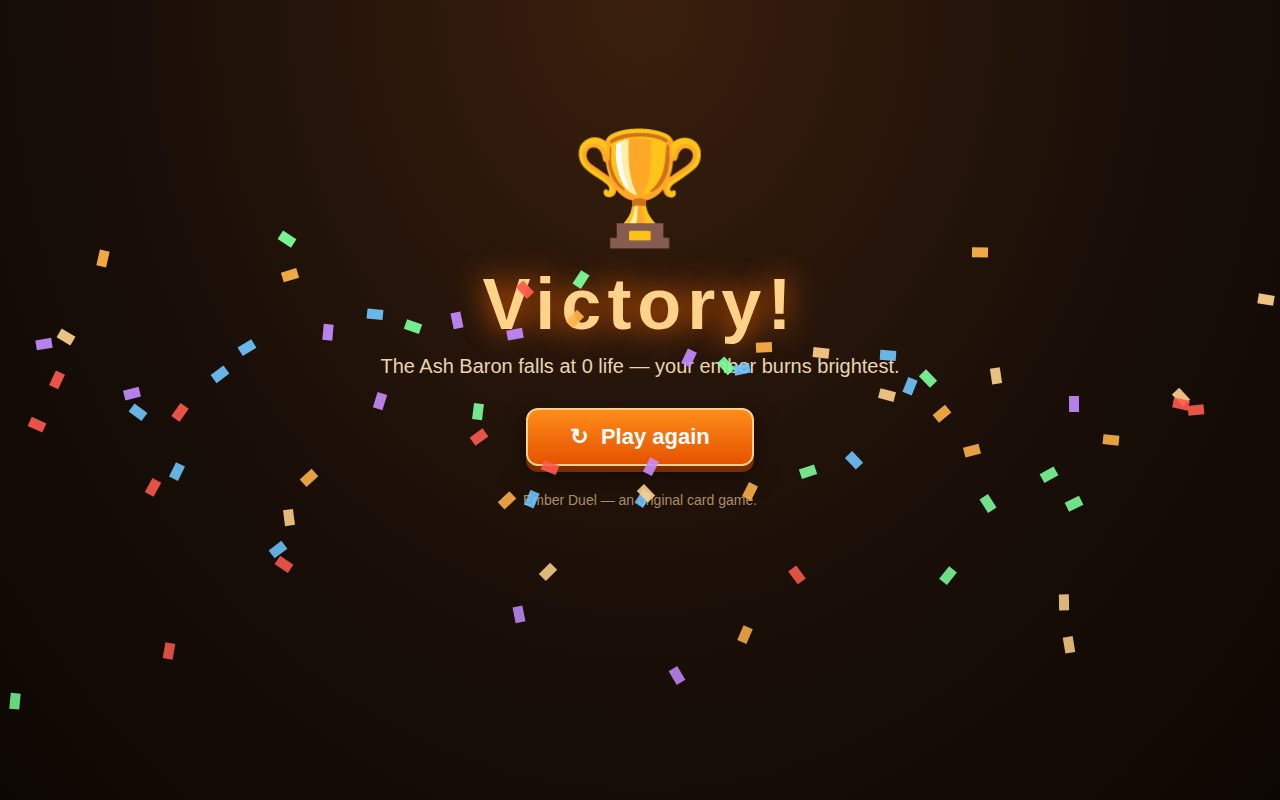 Victory!
The Ash Baron falls at 0 life — your ember burns brightest.
↻ Play again
Ember Duel — an original card game.